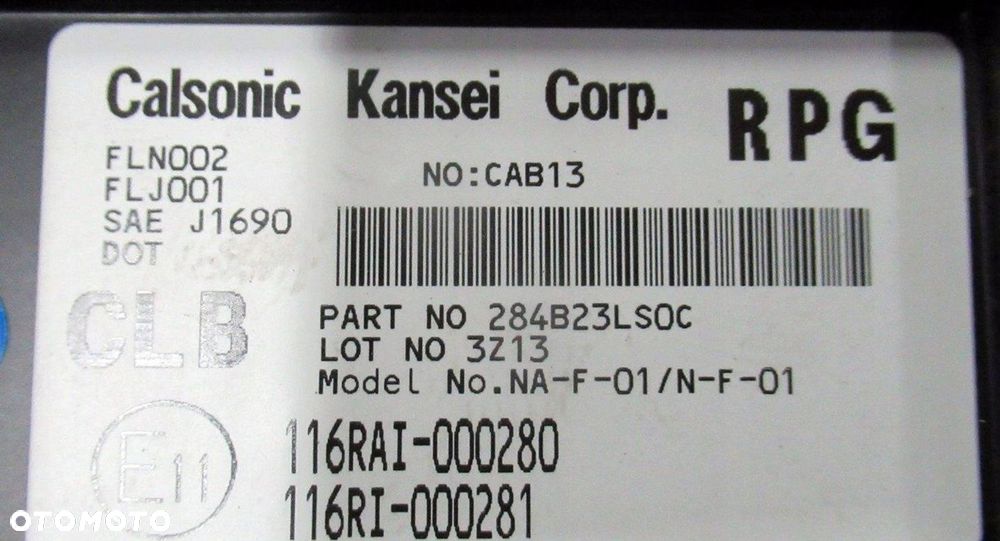 Calsonic Kansei Corp. RPG
FLN002
FLJ001
SAE J1690
DOT
NO:CAB13
CLB
PART NO 284B23LS0C
LOT NO 3Z13
Model No.NA-F-01/N-F-01
E11
116RAI-000280
116RI-000281
OTOMOTO